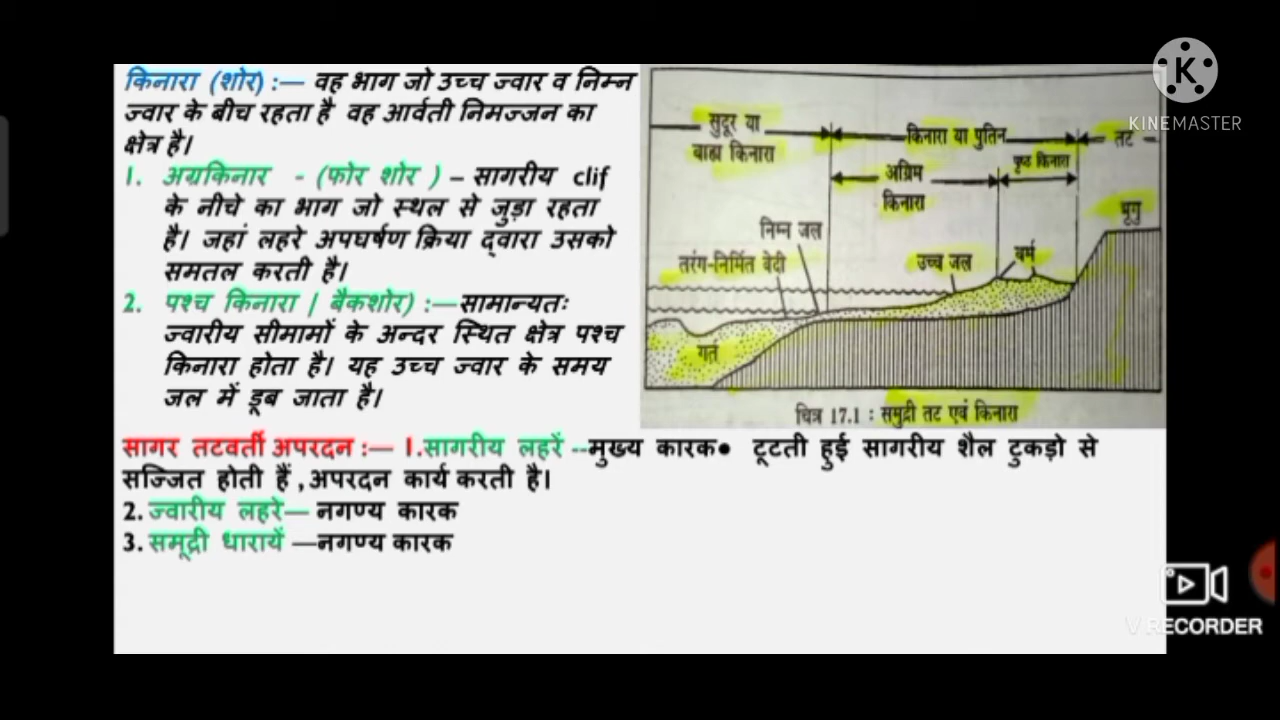 किनारा (शोर) :— वह भाग जो उच्च ज्वार व निम्न
ज्वार के बीच रहता है वह आर्वती निमज्जन का
क्षेत्र है।
1. अग्रकिनार - (फोर शोर ) – सागरीय clif
के नीचे का भाग जो स्थल से जुड़ा रहता
है। जहां लहरे अपघर्षण क्रिया द्वारा उसको
समतल करती है।
2. पश्च किनारा | बैकशोर) :—सामान्यतः
ज्वारीय सीमामों के अन्दर स्थित क्षेत्र पश्च
किनारा होता है। यह उच्च ज्वार के समय
जल में डूब जाता है।
सुदूर या
बाह्य किनारा
किनारा या पुलिन
तट
अग्रिम
किनारा
पृष्ठ किनारा
भृगु
निम्न जल
तरंग-निर्मित वेदी
उच्च जल
बर्म
गर्त
चित्र 17.1 : समुद्री तट एवं किनारा
सागर तटवर्ती अपरदन :— 1.सागरीय लहरें --मुख्य कारक● टूटती हुई सागरीय शैल टुकड़ो से
सज्जित होती हैं ,अपरदन कार्य करती है।
2. ज्वारीय लहरे— नगण्य कारक
3. समूद्री धारायें —नगण्य कारक
K
KINEMASTER
V RECORDER